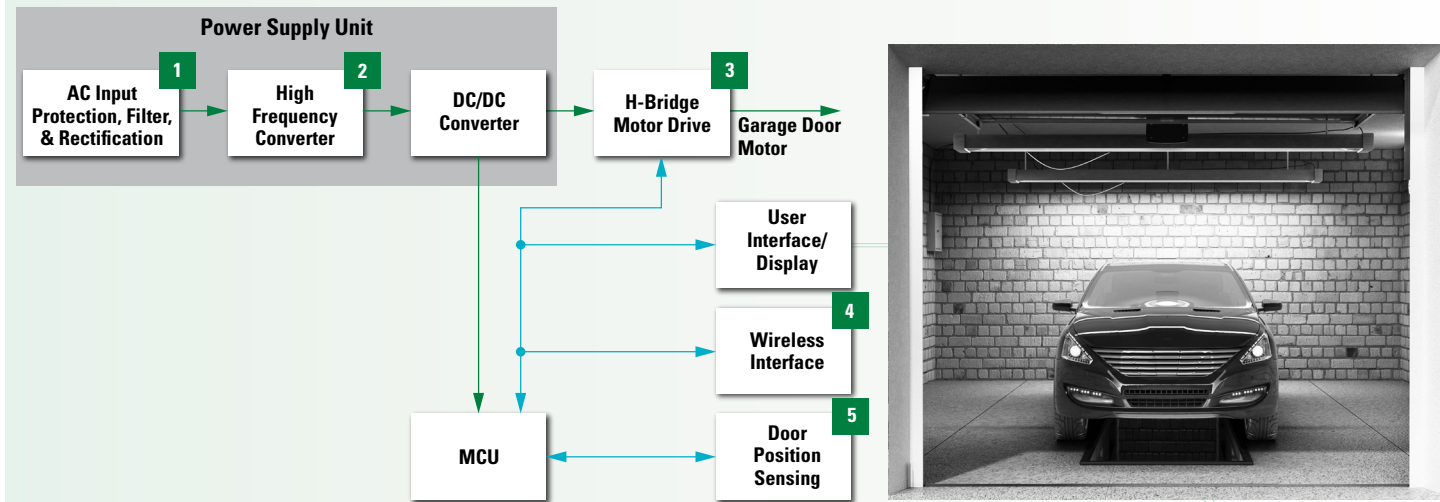 Power Supply Unit
1
AC Input
Protection, Filter,
& Rectification
2
High
Frequency
Converter
DC/DC
Converter
3
H-Bridge
Motor Drive
Garage Door
Motor
User
Interface/
Display
4
Wireless
Interface
MCU
5
Door
Position
Sensing